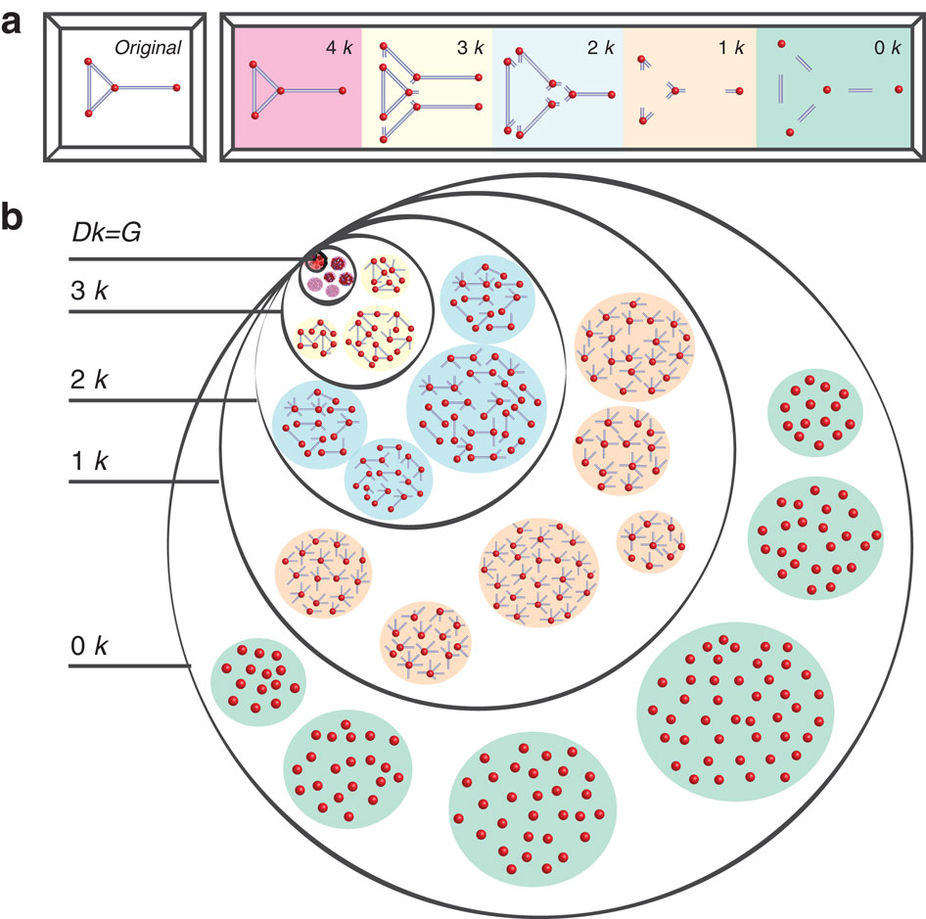 a
Original
4 k
3 k
2 k
1 k
0 k
b
Dk=G
3 k
2 k
1 k
0 k